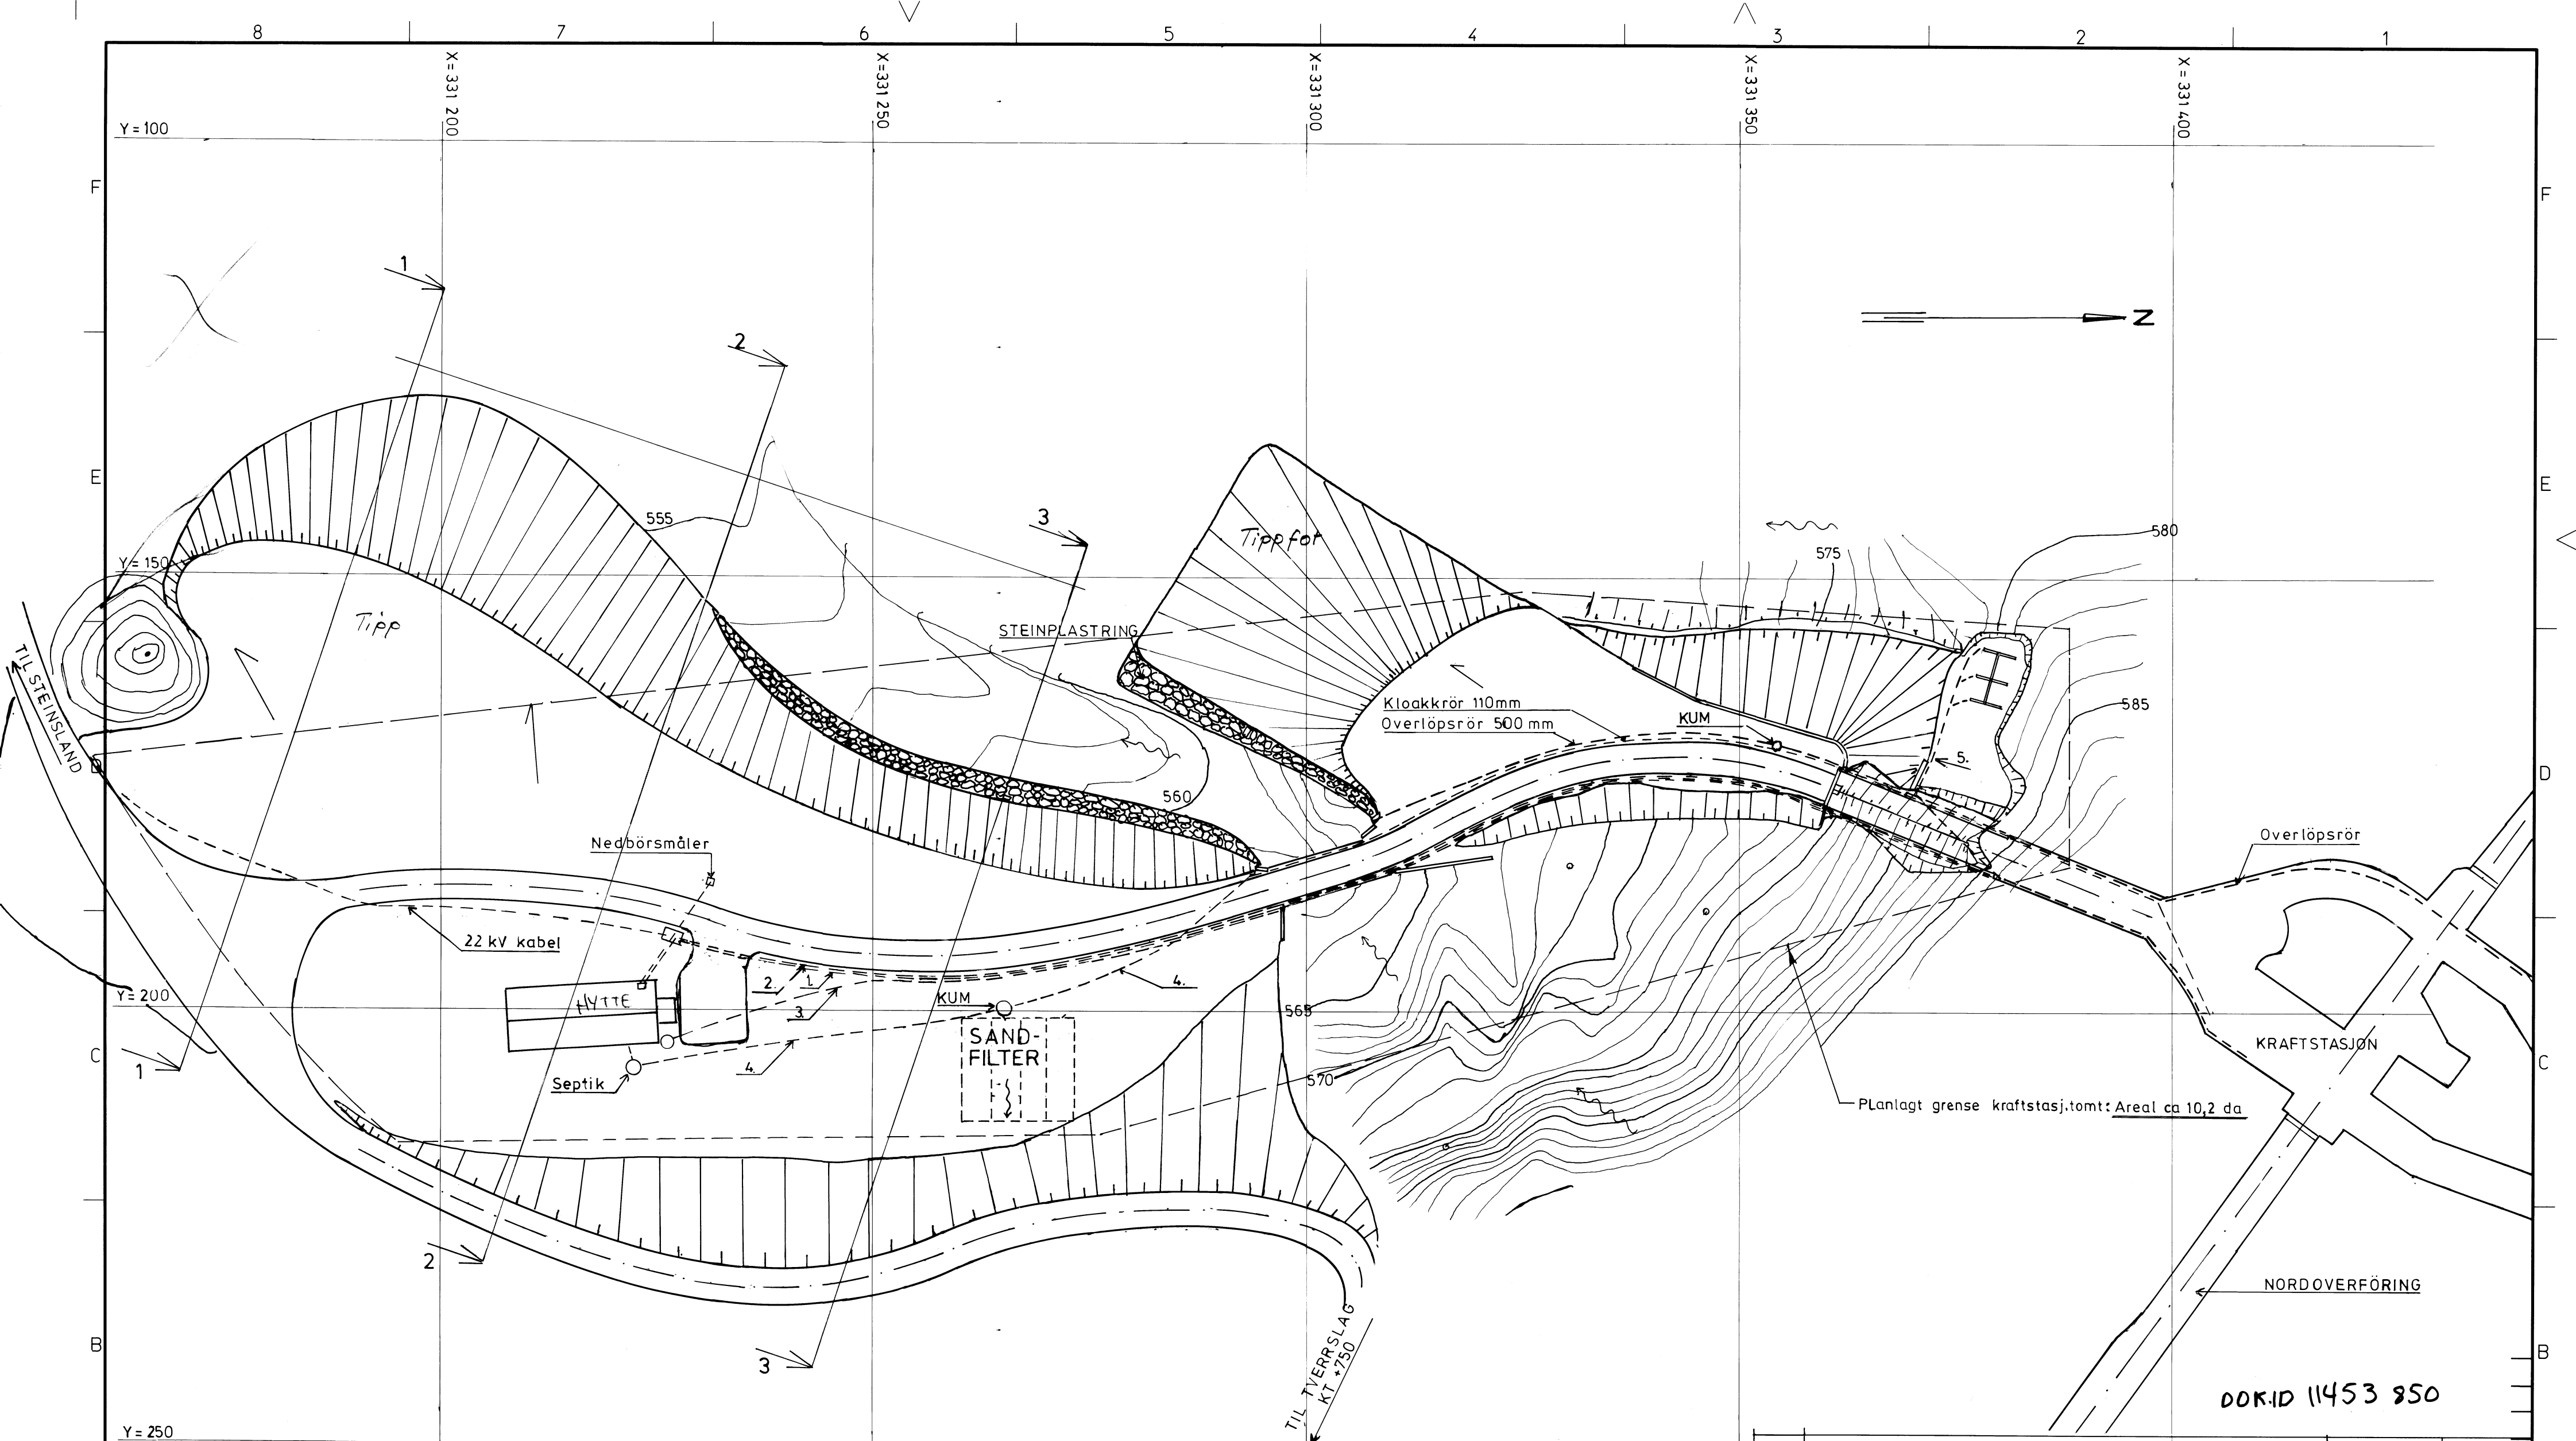 8 7 6 5 4 3 2 1
X=331 200
X=331 250
X=331 300
X=331 350
X=331 400
Y=100
F
F
1
N
2
E
E
555
3
Tippfot
580
575
Y=150
Tipp
STEINPLASTRING
TIL STEINSLAND
Kloakkrör 110mm
Overlöpsrör 500 mm
KUM
585
5.
D
D
560
Nedbörsmåler
Overlöpsrör
22 kV kabel
2.
1.
4.
Y=200
HYTTE
3.
KUM
565
SAND-
FILTER
KRAFTSTASJON
C
C
1
4.
Septik
570
PLanlagt grense kraftstasj.tomt: Areal ca 10,2 da
2
NORDOVERFÖRING
B
B
3
TIL TVERRSLAG
KT +750
DOK.ID 11453 850
Y=250